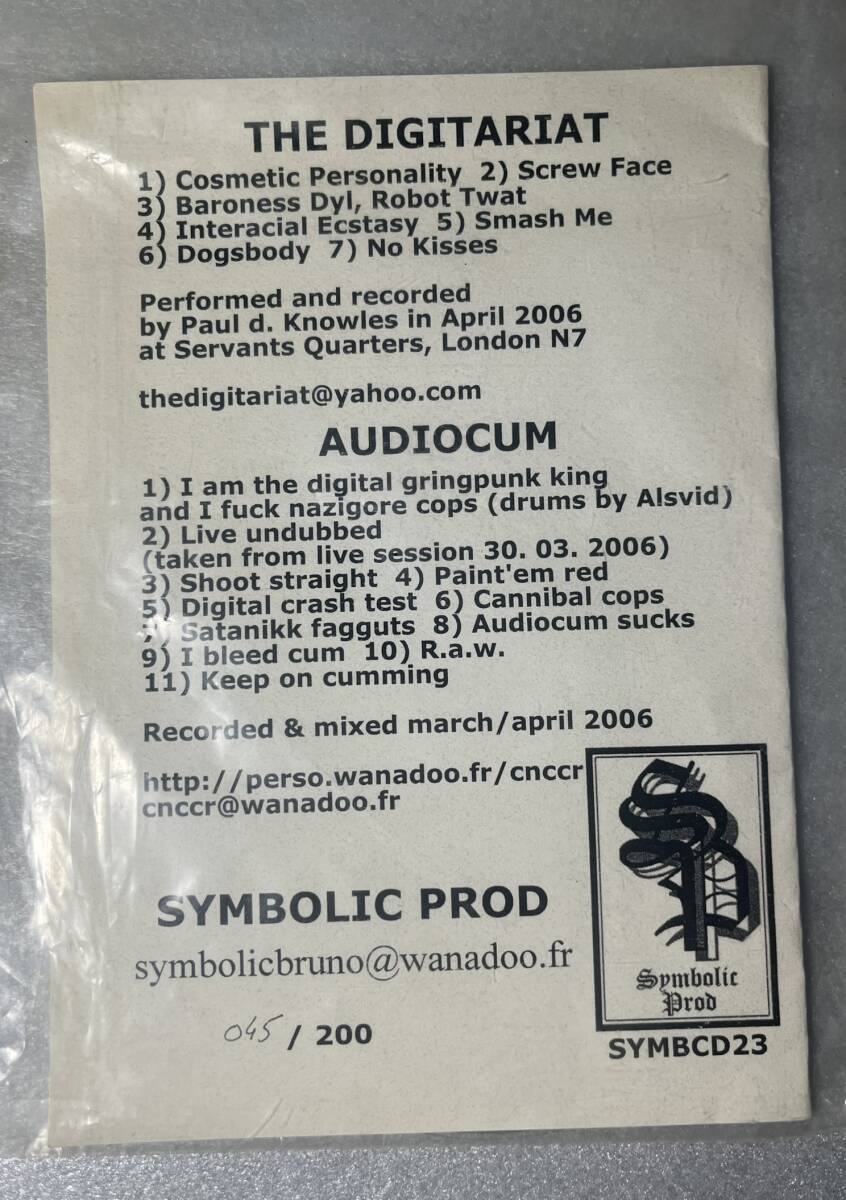 THE DIGITARIAT
1) Cosmetic Personality 2) Screw Face
3) Baroness Dyl, Robot Twat
4) Interacial Ecstasy 5) Smash Me
6) Dogsbody 7) No Kisses
Performed and recorded
by Paul d. Knowles in April 2006
at Servants Quarters, London N7
thedigitariat@yahoo.com
AUDIOCUM
1) I am the digital gringpunk king
and I fuck nazigore cops (drums by Alsvid)
2) Live undubbed
(taken from live session 30. 03. 2006)
3) Shoot straight 4) Paint'em red
5) Digital crash test 6) Cannibal cops
7) Satanikk fagguts 8) Audiocum sucks
9) I bleed cum 10) R.a.w.
11) Keep on cumming
Recorded & mixed march/april 2006
http://perso.wanadoo.fr/cnccr
cnccr@wanadoo.fr
SYMBOLIC PROD
symbolicbruno@wanadoo.fr
045 / 200
SP
Symbolic
Prod
SYMBCD23